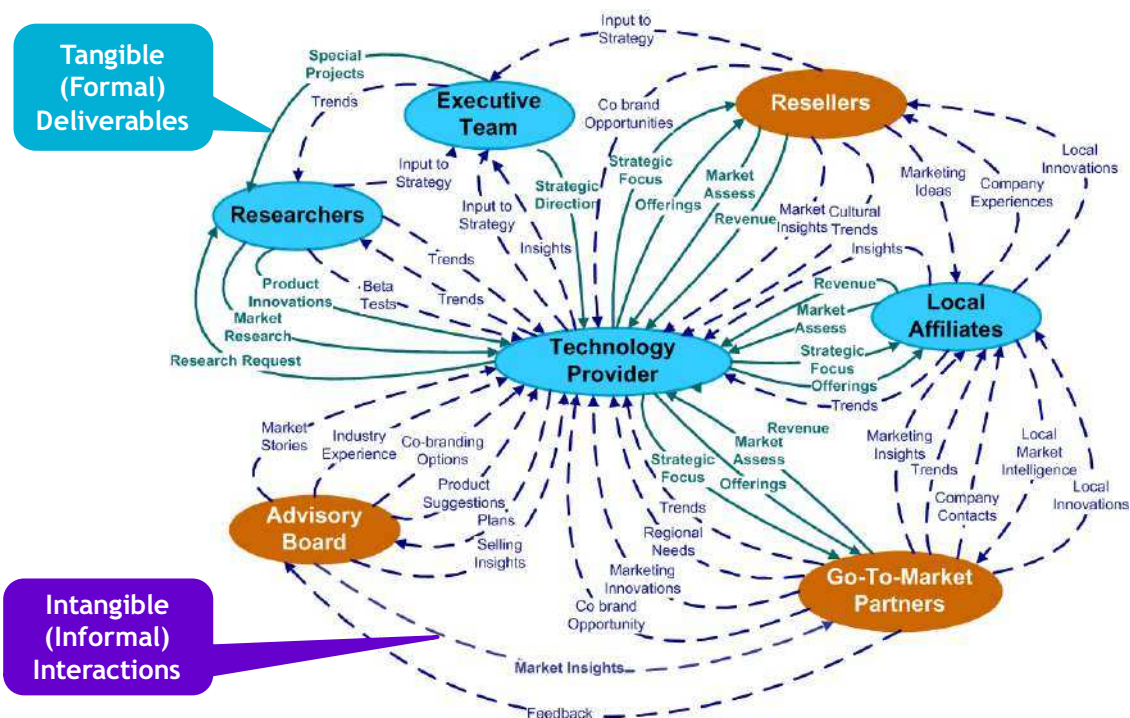 Tangible
(Formal)
Deliverables
Input to
Strategy
Special
Projects
Trends
Executive
Team
Co brand
Opportunities
Resellers
Local
Innovations
Input to
Strategy
Strategic
Focus
Market
Assess
Marketing
Ideas
Company
Experiences
Researchers
Input to
Strategy
Strategic
Direction
Offerings
Revenue
Market
Insights
Cultural
Trends
Insights
Insights
Trends
Product
Innovations
Beta
Tests
Trends
Revenue
Local
Affiliates
Market
Research
Market
Assess
Research Request
Technology
Provider
Strategic
Focus
Offerings
Trends
Market
Stories
Industry
Experience
Co-branding
Options
Revenue
Market
Assess
Strategic
Focus
Offerings
Marketing
Insights
Trends
Local
Market
Intelligence
Product
Suggestions
Company
Contacts
Local
Innovations
Advisory
Board
Plans
Trends
Selling
Insights
Regional
Needs
Marketing
Innovations
Go-To-Market
Partners
Co brand
Opportunity
Intangible
(Informal)
Interactions
Market Insights
Feedback